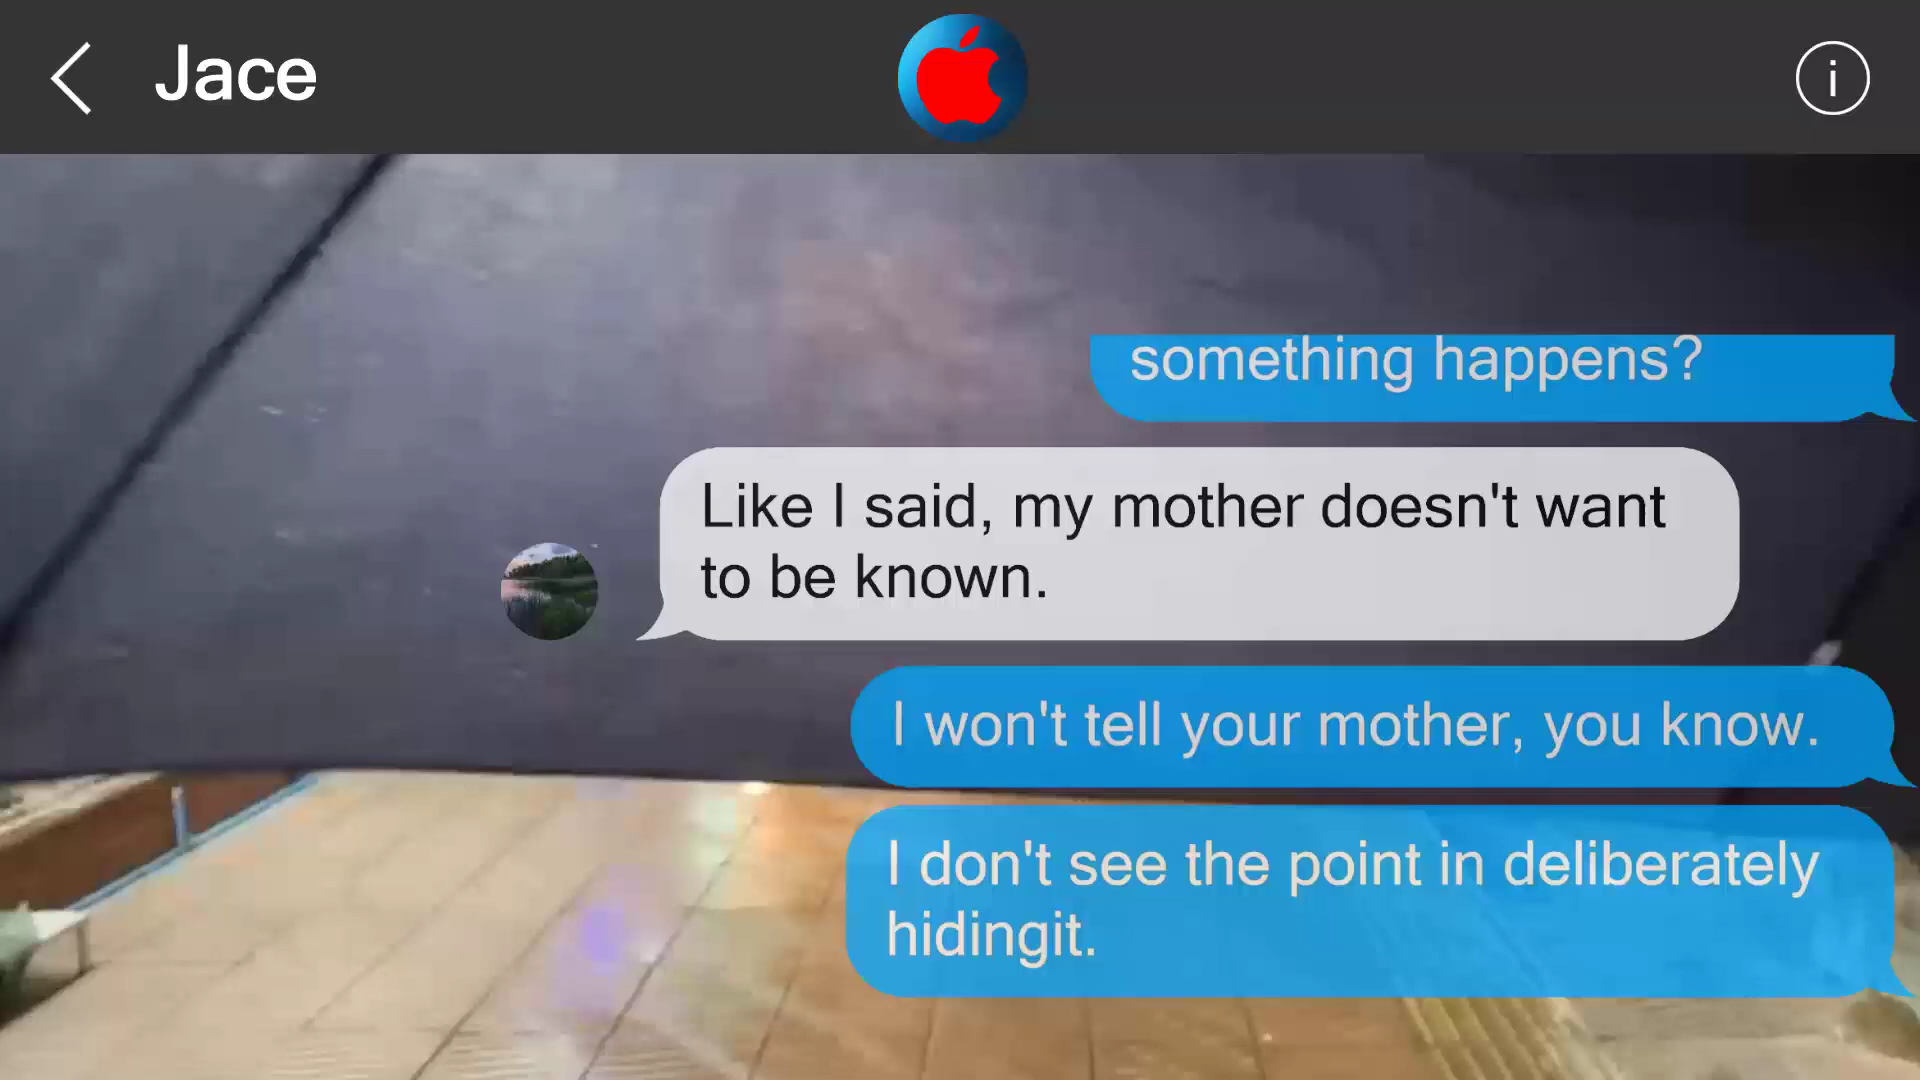 Jace
i
something happens?
Like I said, my mother doesn't want
to be known.
I won't tell your mother, you know.
I don't see the point in deliberately
hidingit.